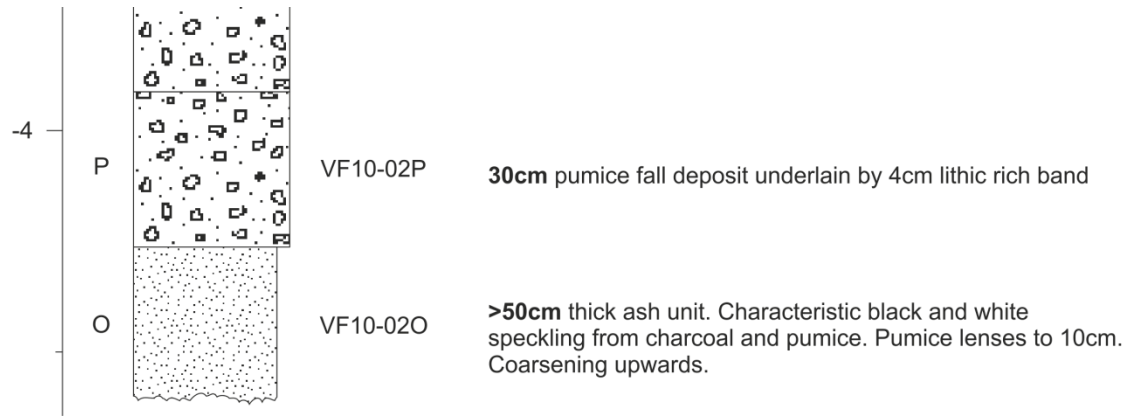 -4
P
VF10-02P
30cm pumice fall deposit underlain by 4cm lithic rich band
O
VF10-02O
>50cm thick ash unit. Characteristic black and white
speckling from charcoal and pumice. Pumice lenses to 10cm.
Coarsening upwards.